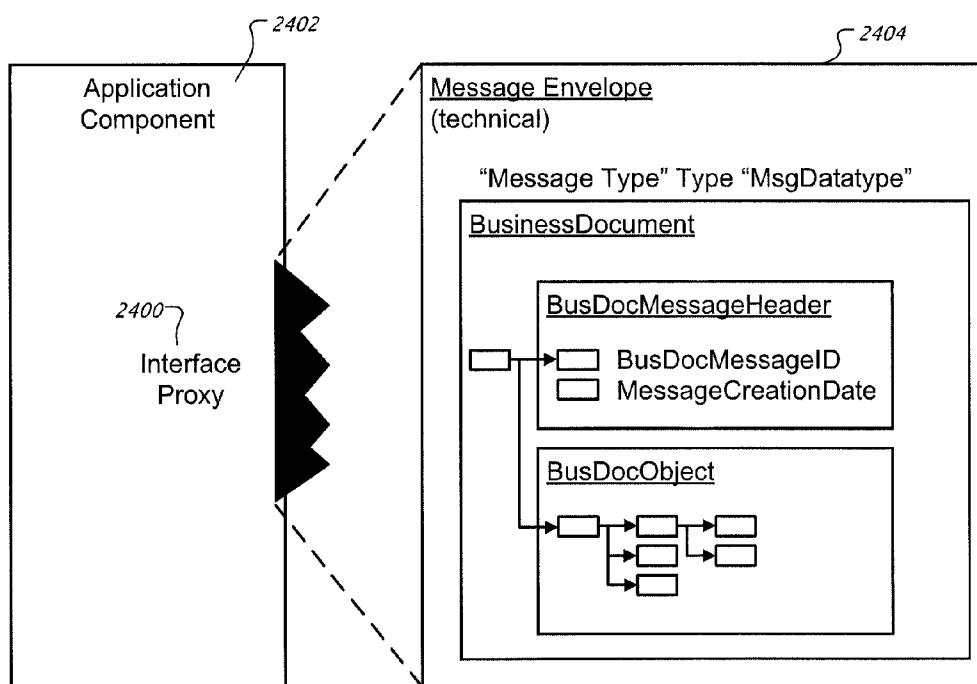 2402
Application
Component
2400
Interface
Proxy
2404
Message Envelope
(technical)
“Message Type” Type “MsgDatatype”
BusinessDocument
BusDocMessageHeader
BusDocMessageID
MessageCreationDate
BusDocObject